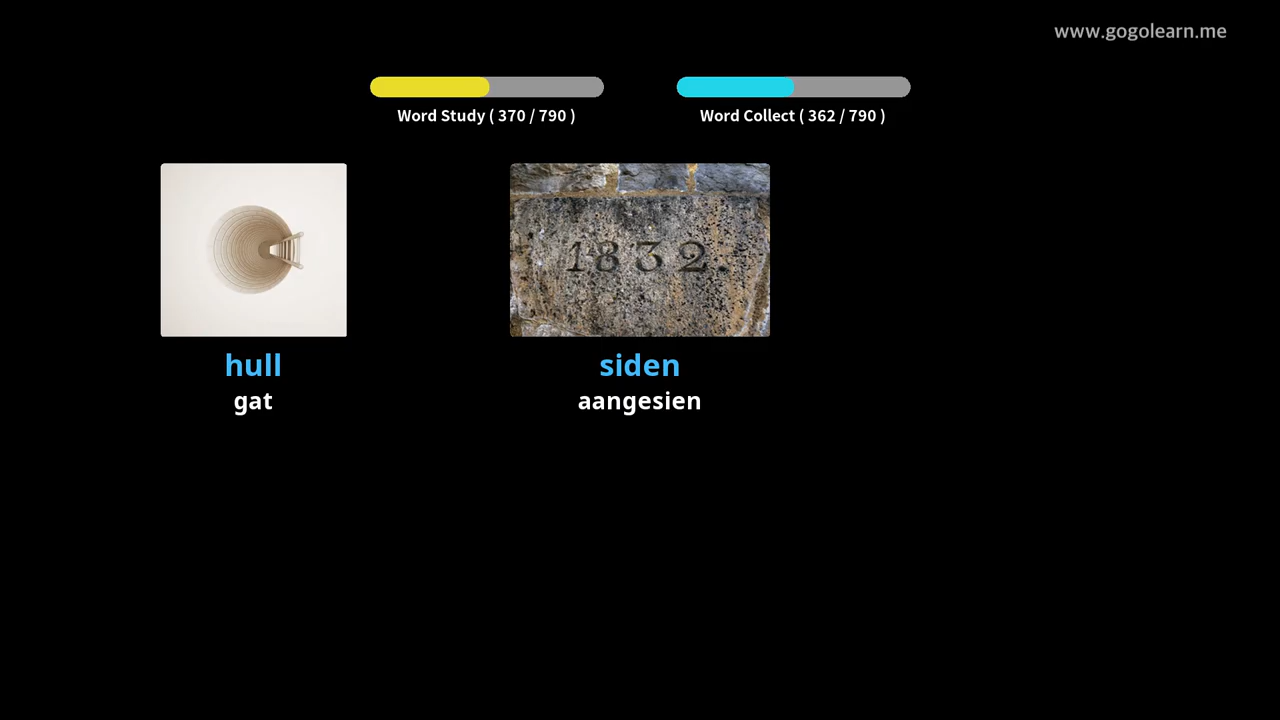 www.gogolearn.me
Word Study ( 370 / 790 )
Word Collect ( 362 / 790 )
1832.
hull
siden
gat
aangesien